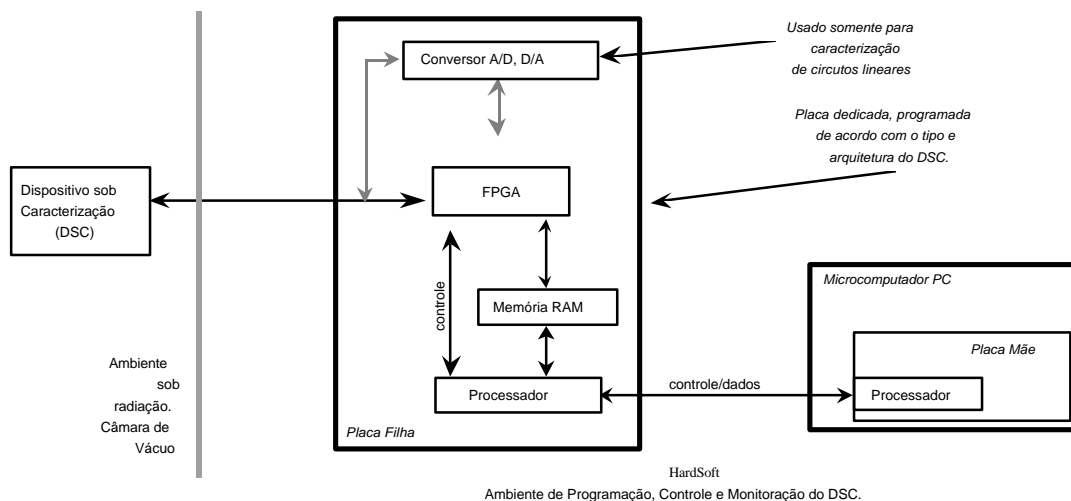 Conversor A/D, D/A
Usado somente para
caracterização
de circutos lineares
Placa dedicada, programada
de acordo com o tipo e
arquitetura do DSC.
Dispositivo sob
Caracterização
(DSC)
FPGA
controle
Memória RAM
Processador
Placa Filha
controle/dados
Microcomputador PC
Placa Mãe
Processador
Ambiente
sob
radiação.
Câmara de
Vácuo
HardSoft
Ambiente de Programação, Controle e Monitoração do DSC.